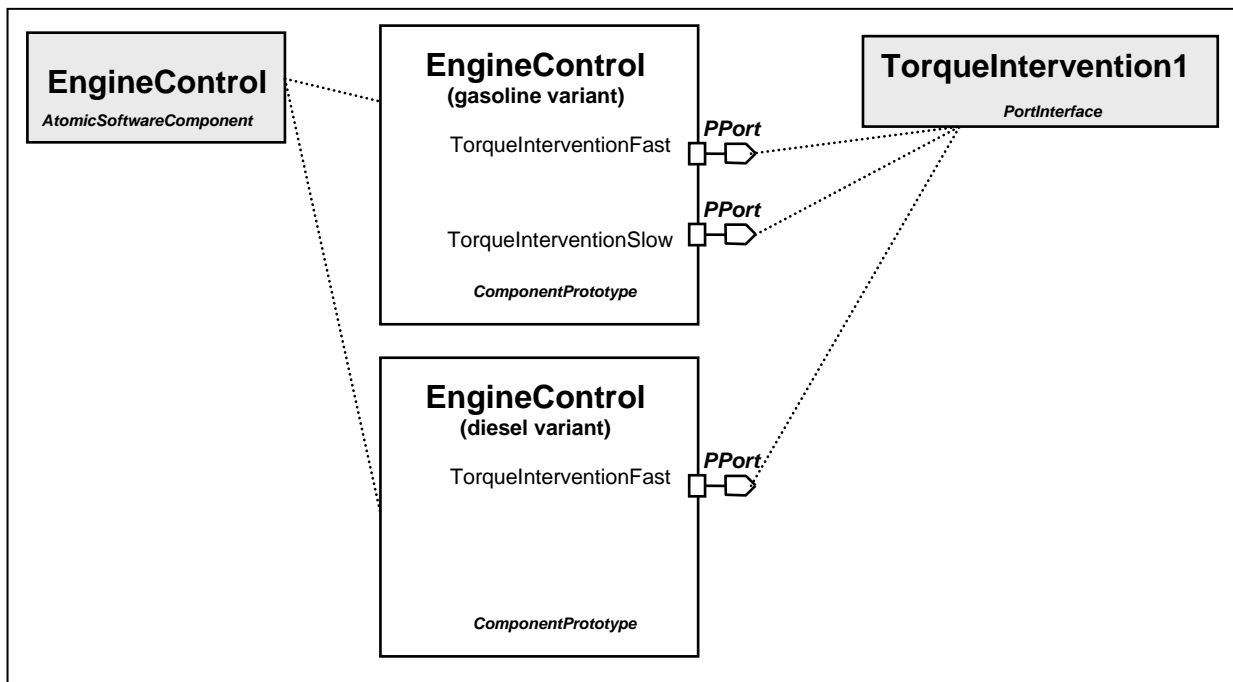 EngineControl
AtomicSoftwareComponent
EngineControl
(gasoline variant)
TorqueInterventionFast
PPort
TorqueInterventionSlow
PPort
ComponentPrototype
TorqueIntervention1
PortInterface
EngineControl
(diesel variant)
TorqueInterventionFast
PPort
ComponentPrototype